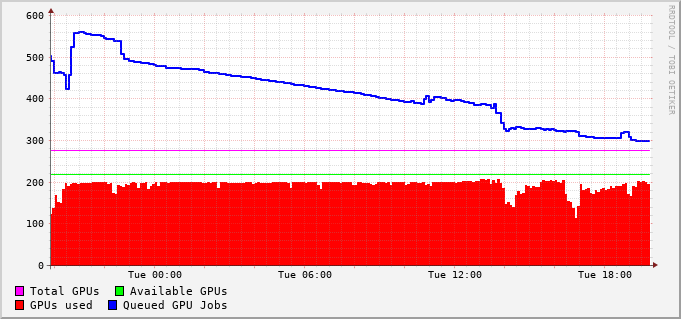 600
500
400
300
200
100
0
Tue 00:00 Tue 06:00 Tue 12:00 Tue 18:00
Total GPUs Available GPUs
GPUs used Queued GPU Jobs
RRDTOOL / TOBI OETIKER